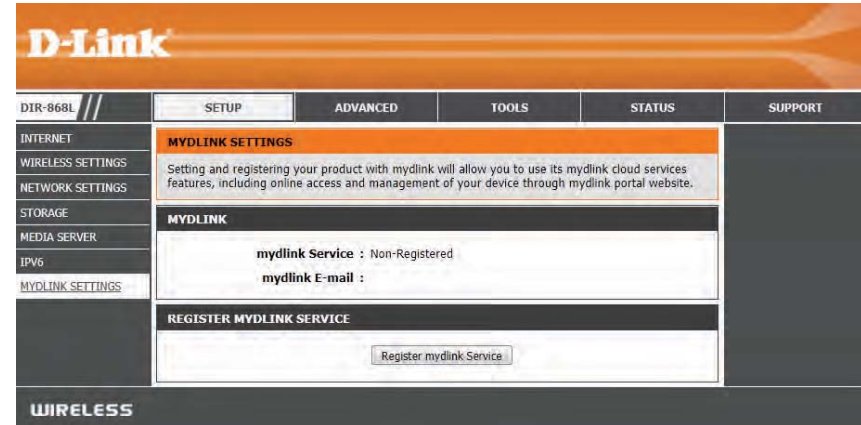 D-Link
DIR-868L
SETUP
ADVANCED
TOOLS
STATUS
SUPPORT
INTERNET
WIRELESS SETTINGS
NETWORK SETTINGS
STORAGE
MEDIA SERVER
IPV6
MYDLINK SETTINGS
MYDLINK SETTINGS
Setting and registering your product with mydlink will allow you to use its mydlink cloud services
features, including online access and management of your device through mydlink portal website.
MYDLINK
mydlink Service : Non-Registered
mydlink E-mail :
REGISTER MYDLINK SERVICE
Register mydlink Service
WIRELESS